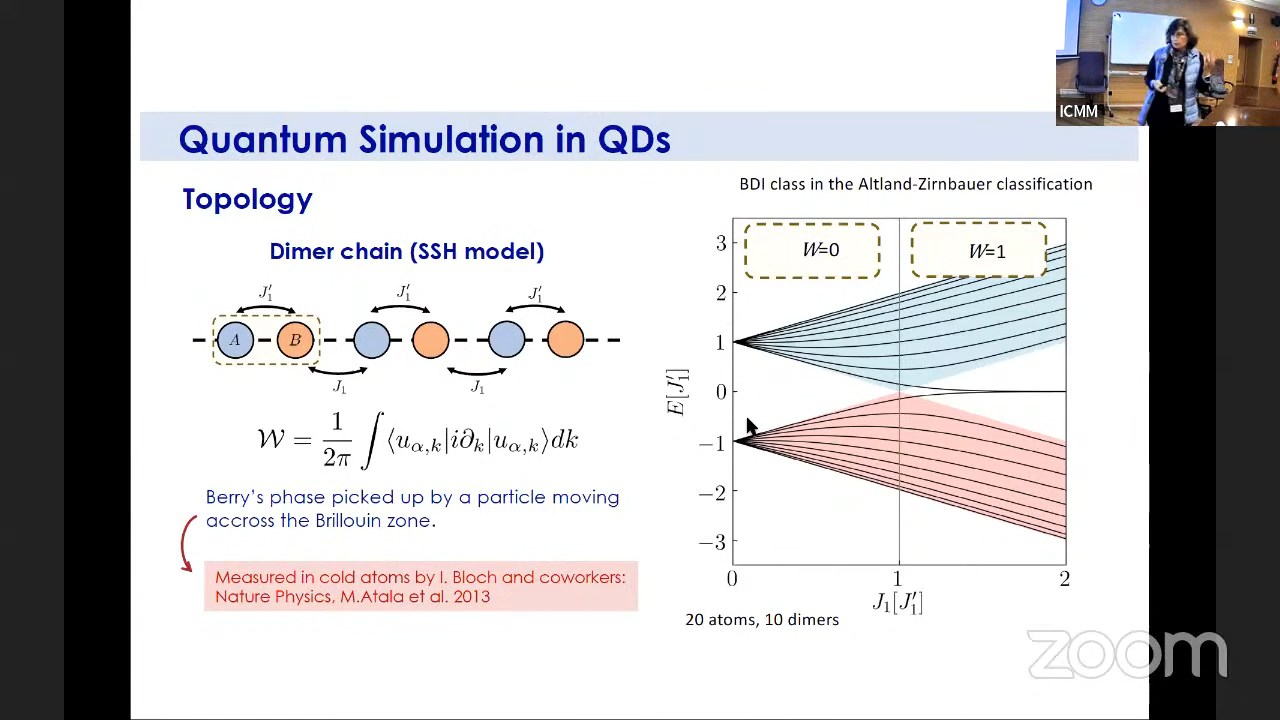 ICMM
Quantum Simulation in QDs
Topology
Dimer chain (SSH model)
J′₁ J′₁ J′₁
A B
J₁ J₁
𝒲 = 1/2π ∫ ⟨u_{α,k}|i∂_k|u_{α,k}⟩dk
Berry's phase picked up by a particle moving
accross the Brillouin zone.
Measured in cold atoms by I. Bloch and coworkers:
Nature Physics, M.Atala et al. 2013
BDI class in the Altland-Zirnbauer classification
W=0 W=1
3
2
1
0
−1
−2
−3
E[J′₁]
0 1 2
J₁[J′₁]
20 atoms, 10 dimers
zoom